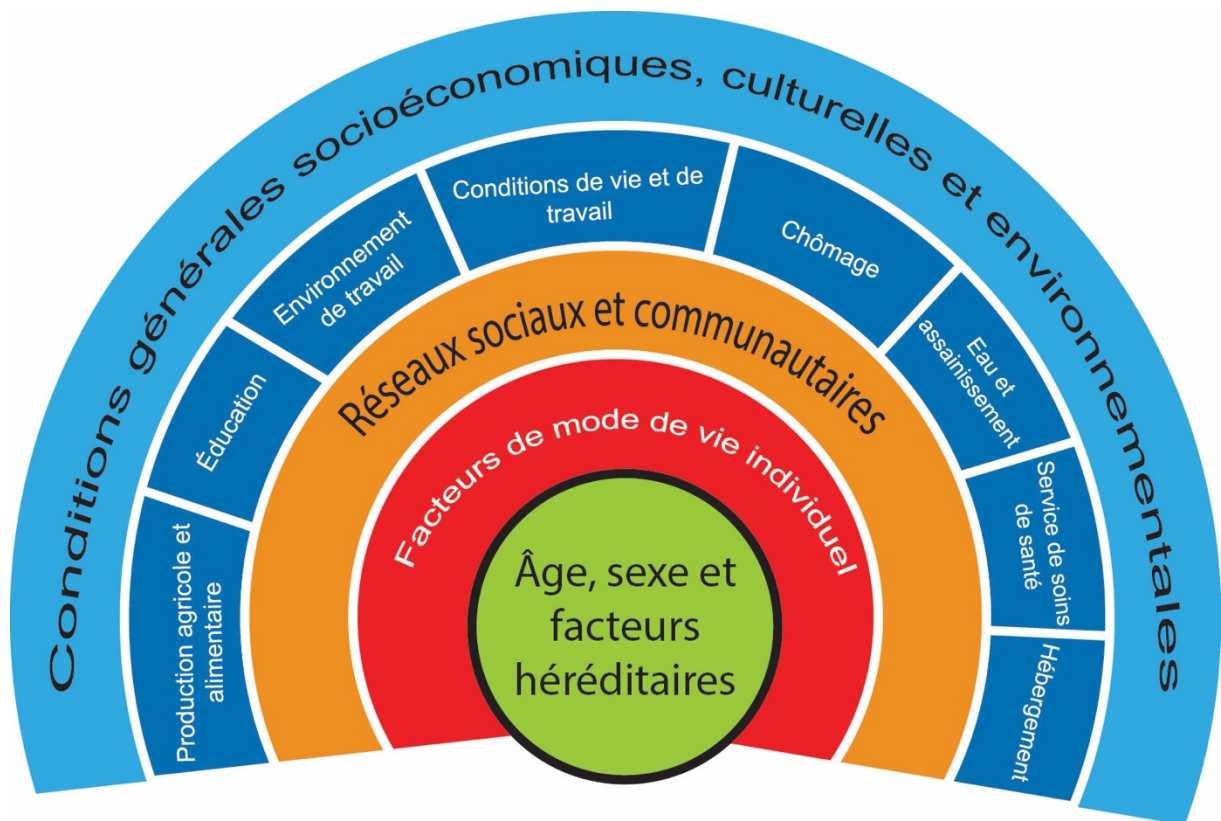 Conditions générales socioéconomiques, culturelles et environnementales
Production agricole et
alimentaire
Éducation
Environnement
de travail
Conditions de vie et de
travail
Chômage
Eau et
assainissement
Service de soins
de santé
Hébergement
Réseaux sociaux et communautaires
Facteurs de mode de vie individuel
Âge, sexe et
facteurs
héréditaires